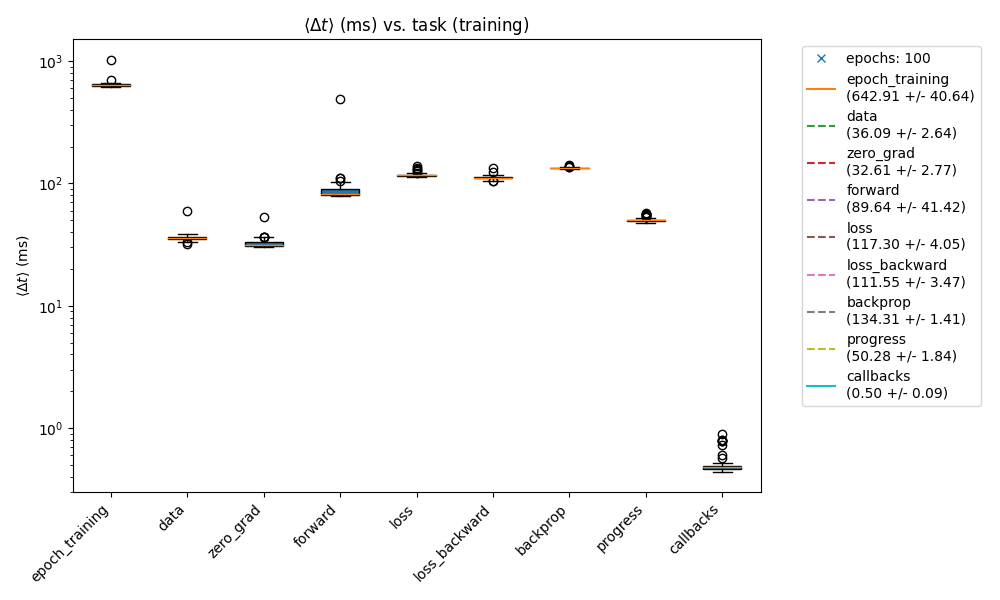 ⟨Δt⟩ (ms) vs. task (training)
⟨Δt⟩ (ms)
10³
10²
10¹
10⁰
epoch_training
data
zero_grad
forward
loss
loss_backward
backprop
progress
callbacks
epochs: 100
epoch_training
(642.91 +/- 40.64)
data
(36.09 +/- 2.64)
zero_grad
(32.61 +/- 2.77)
forward
(89.64 +/- 41.42)
loss
(117.30 +/- 4.05)
loss_backward
(111.55 +/- 3.47)
backprop
(134.31 +/- 1.41)
progress
(50.28 +/- 1.84)
callbacks
(0.50 +/- 0.09)